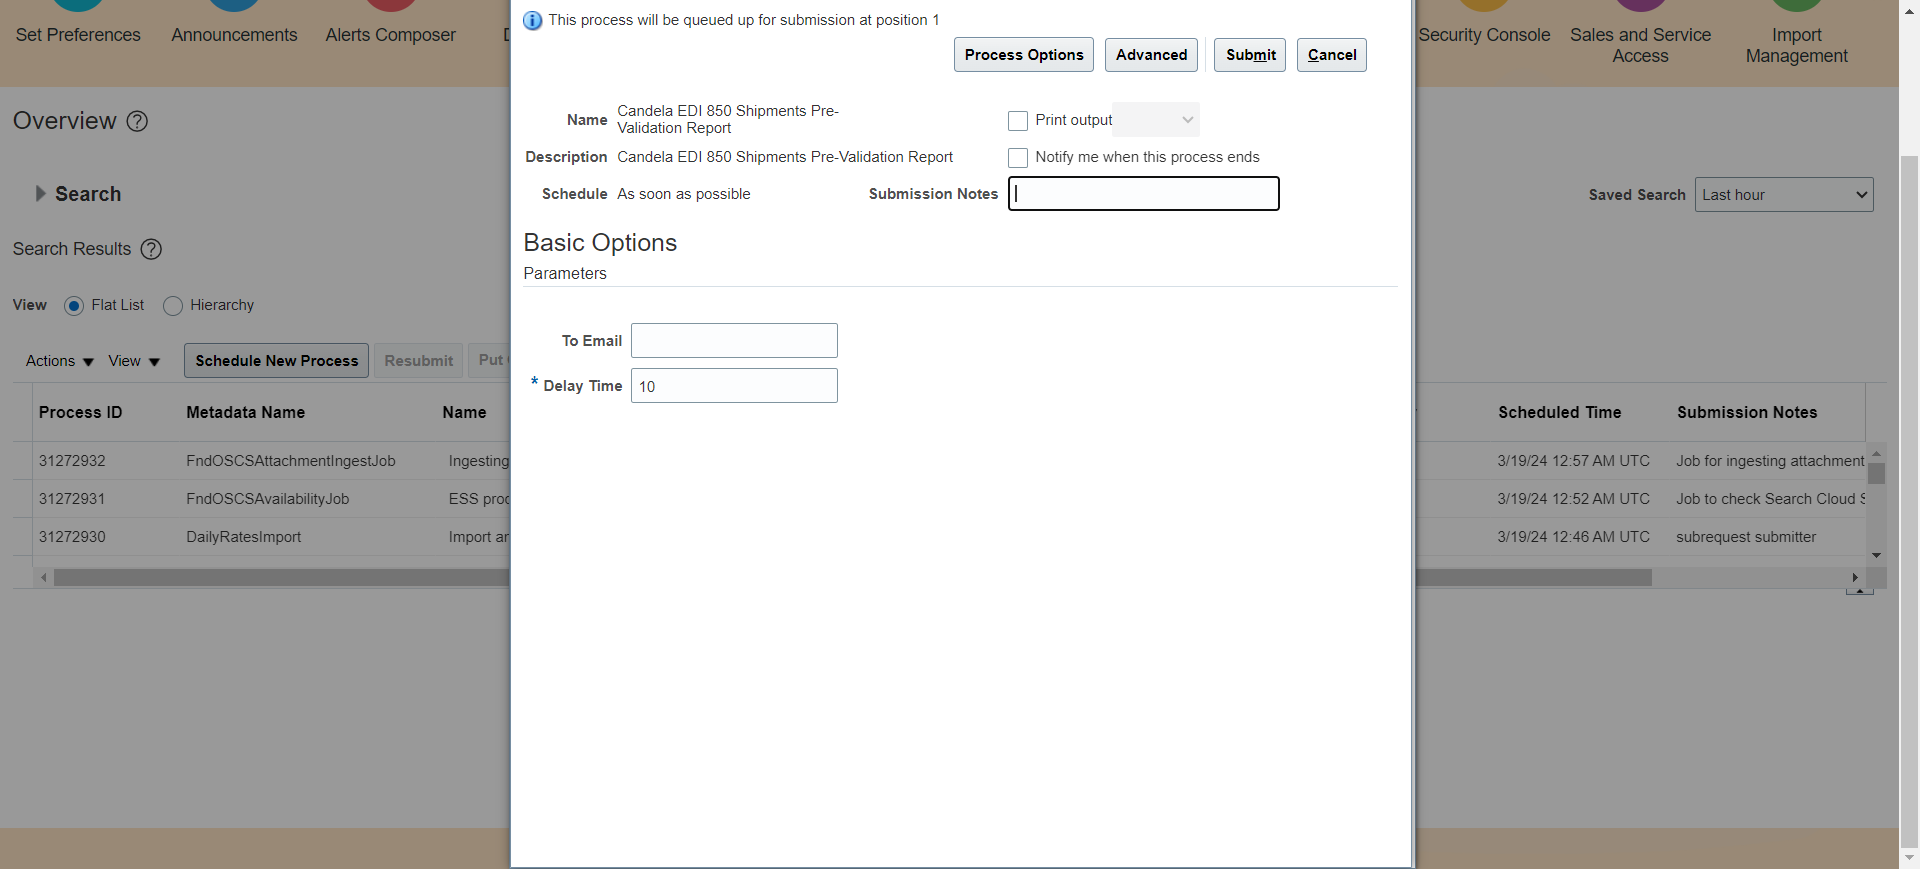 Set Preferences
Announcements
Alerts Composer
Security Console
Sales and Service Access
Import Management
Overview
Search
Search Results
View Flat List Hierarchy
Saved Search Last hour
Actions View Schedule New Process Resubmit Put
Process ID Metadata Name Name Scheduled Time Submission Notes
31272932 FndOSCSAttachmentIngestJob Ingesting 3/19/24 12:57 AM UTC Job for ingesting attachment
31272931 FndOSCSAvailabilityJob ESS 3/19/24 12:52 AM UTC Job to check Search Cloud
31272930 DailyRatesImport Import 3/19/24 12:46 AM UTC subrequest submitter
This process will be queued up for submission at position 1
Process Options Advanced Submit Cancel
Name Candela EDI 850 Shipments Pre-
Validation Report
Print output
Description Candela EDI 850 Shipments Pre-Validation Report
Notify me when this process ends
Schedule As soon as possible
Submission Notes
Basic Options
Parameters
To Email
* Delay Time 10